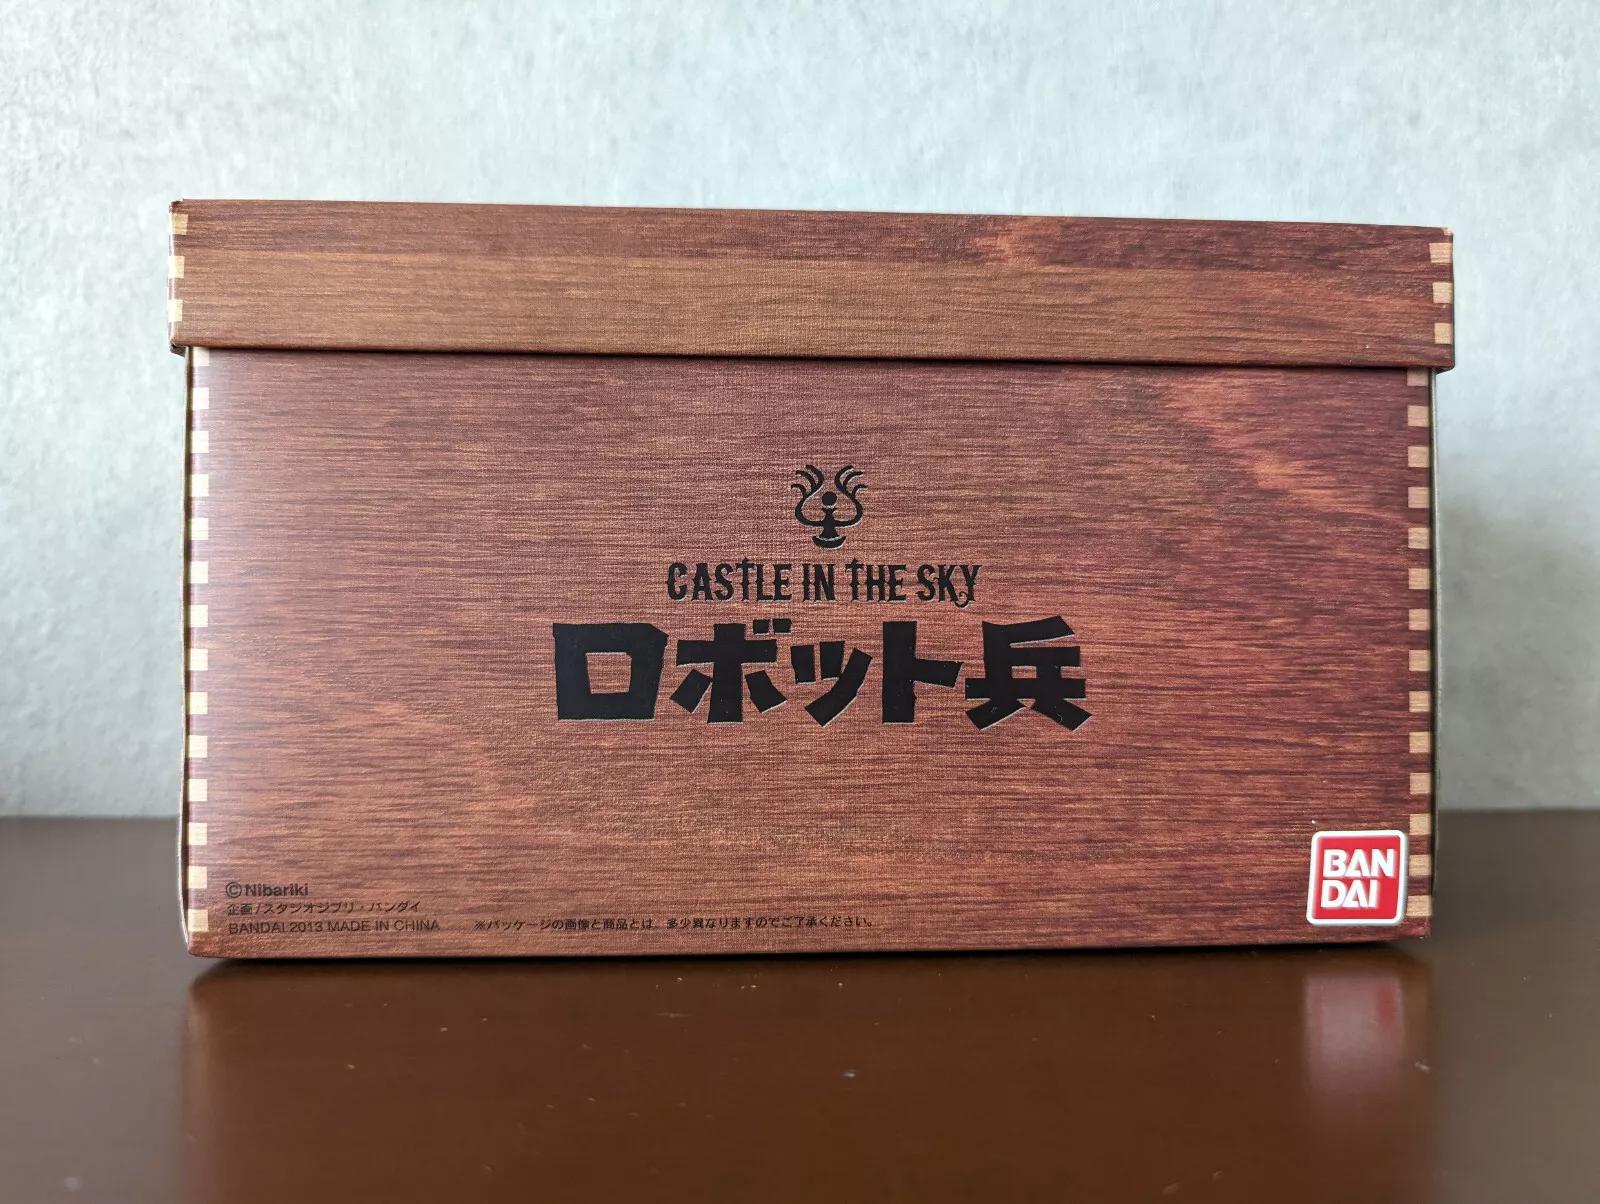 CASTLE IN THE SKY
ロボット兵
BAN
DAI
©Nibariki
企画/スタジオジブリ・バンダイ
BANDAI 2013 MADE IN CHINA
※パッケージの画像と商品とは、多少異なりますのでご了承ください。